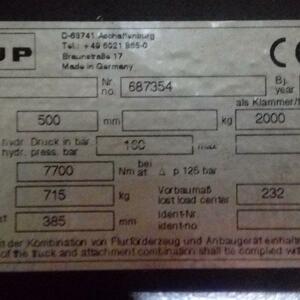 UP
D-63741 Aschaffenburg
Tel.: +49 6021 865-0
Braunstraße 17
Made in Germany
CE
Nr. no. 687354
Bj. year
als Klammer/
500 mm kg 2000
hydr. Druck in bar
hydr. press. bar 160 max
7700 Nm bei at Δ p 125 bar
715 kg Vorbaumaß lost load center 232
385 mm Ident-Nr. ident-no
der Kombination von Flurförderzeug und Anbaugerät
of the truck and attachment combination shall be complied